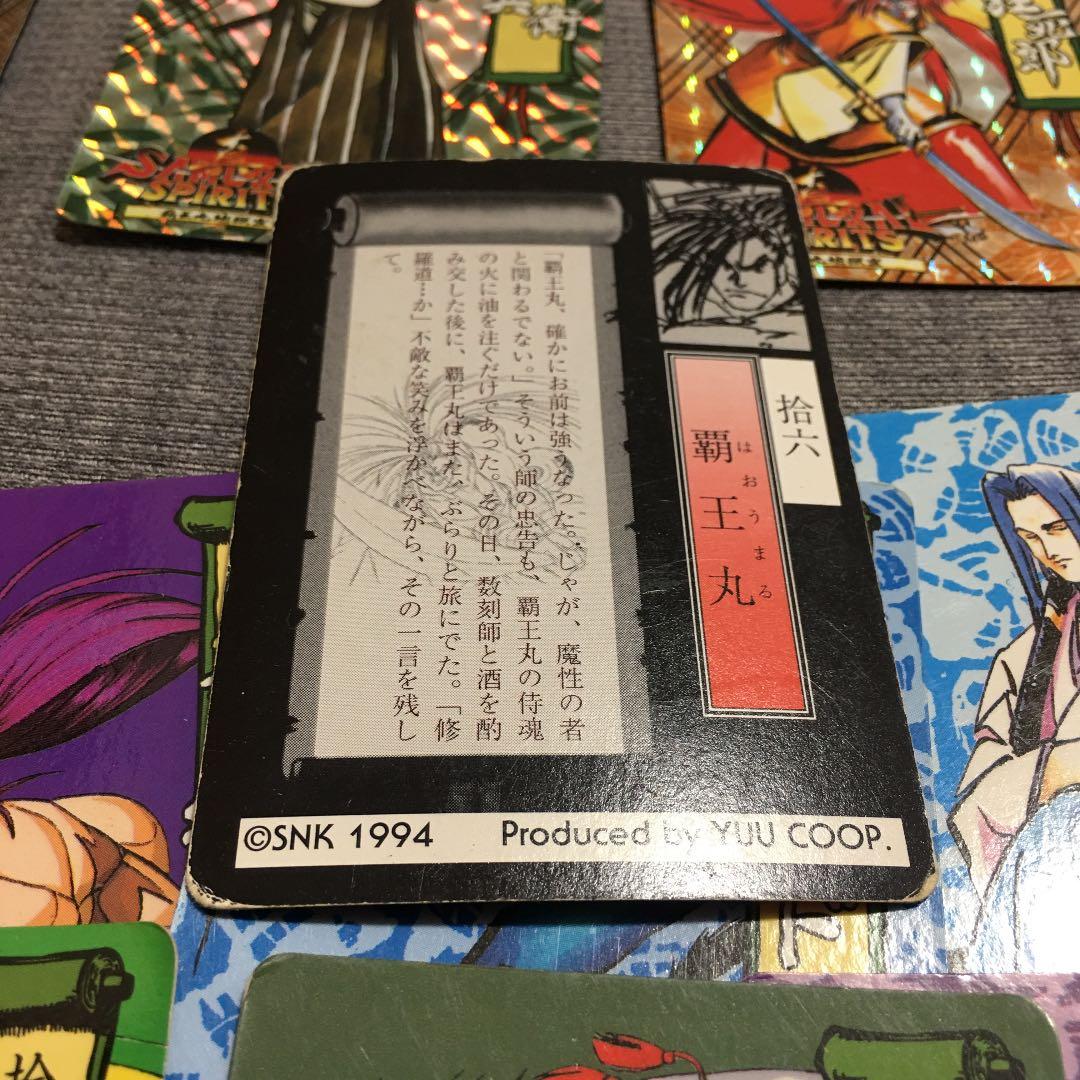 拾六
覇王丸
はおうまる
「覇王丸、確かにお前は強うなった。じゃが、魔性の者
と関わるでない。」そういう師の忠告も、覇王丸の侍魂
の火に油を注ぐだけであった。その日、数刻師と酒を酌
み交した後に、覇王丸はまた、ぶらりと旅にでた。「修
羅道…か」不敵な笑みを浮かべながら、その一言を残し
て。
©SNK 1994 Produced by YUU COOP.
SPIRITS
拾